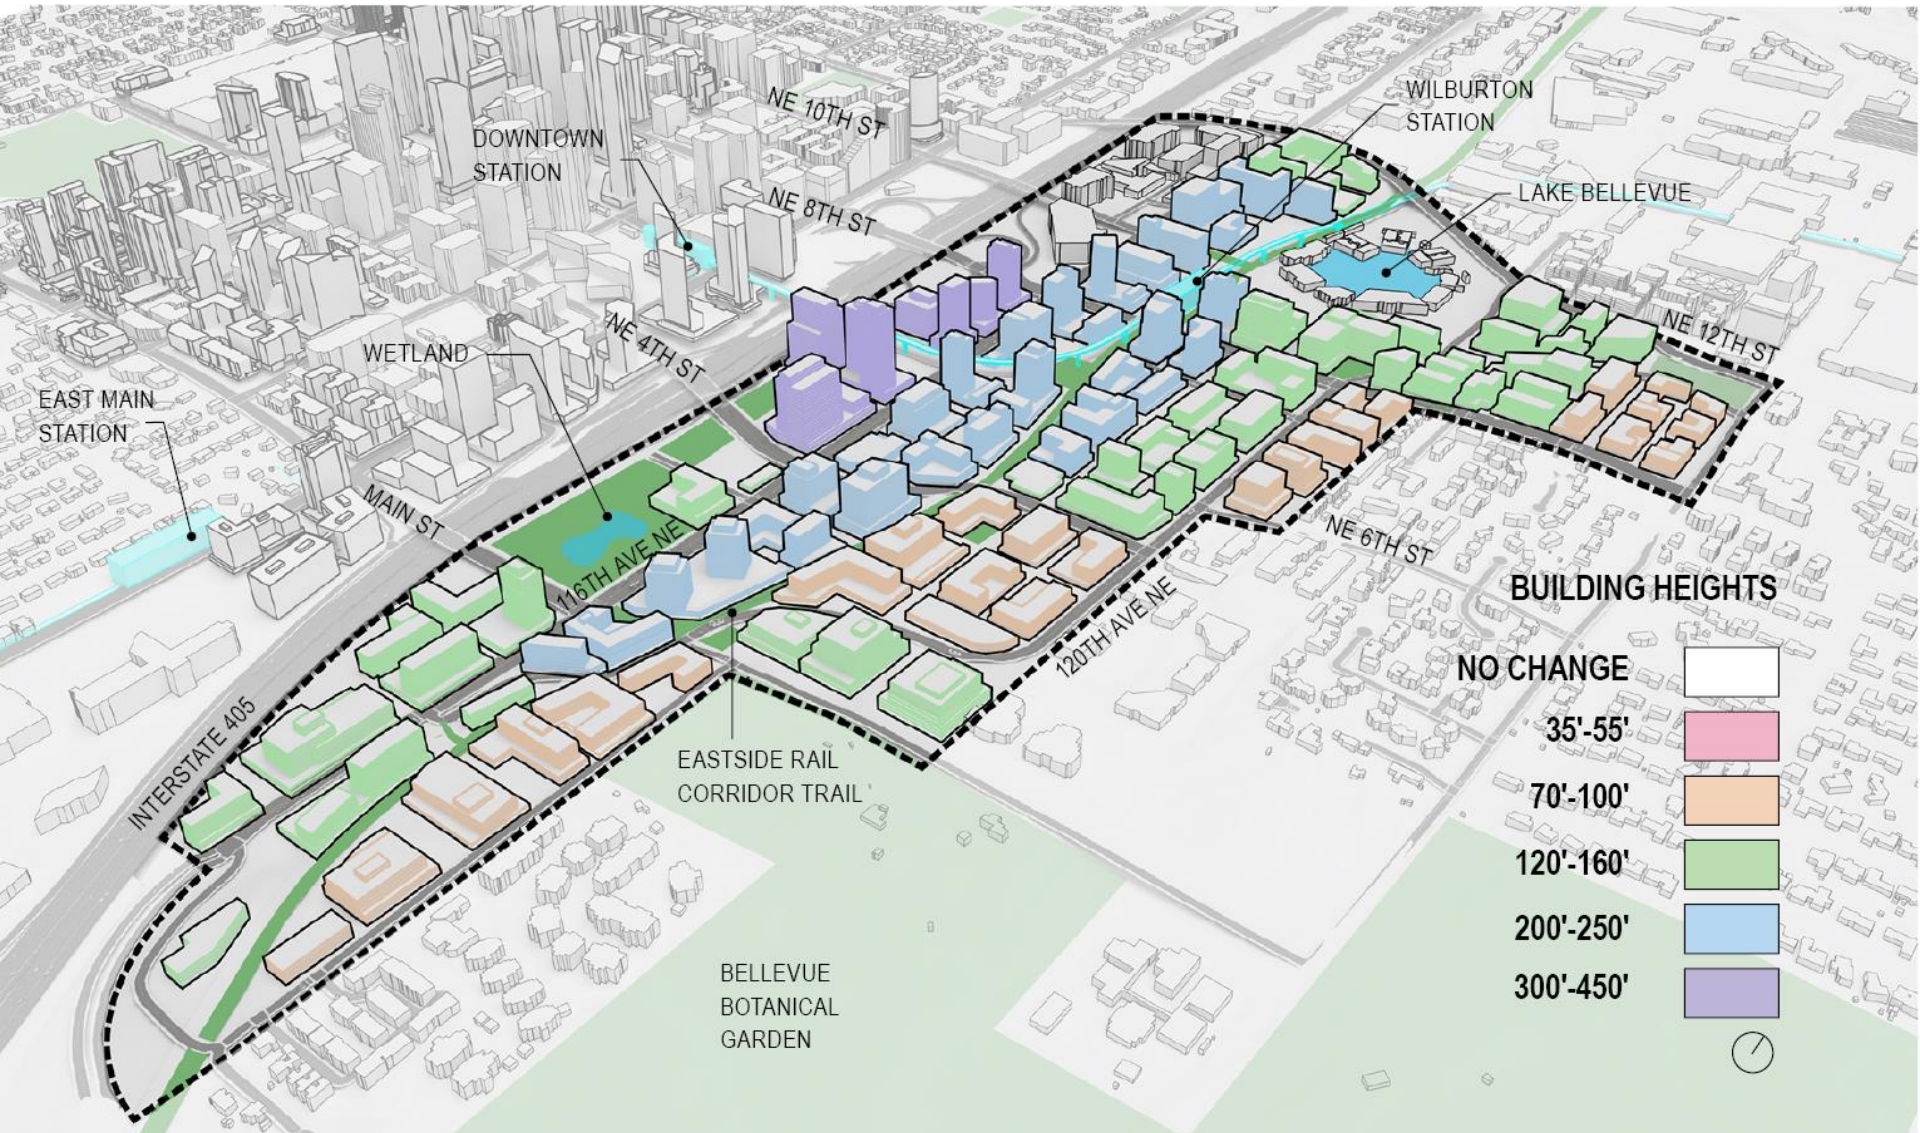 NE 10TH ST
WILBURTON
STATION
DOWNTOWN
STATION
NE 8TH ST
LAKE BELLEVUE
NE 12TH ST
NE 4TH ST
WETLAND
EAST MAIN
STATION
MAIN ST
NE 6TH ST
116TH AVE NE
120TH AVE NE
INTERSTATE 405
EASTSIDE RAIL
CORRIDOR TRAIL
BELLEVUE
BOTANICAL
GARDEN
BUILDING HEIGHTS
NO CHANGE
35'-55'
70'-100'
120'-160'
200'-250'
300'-450'